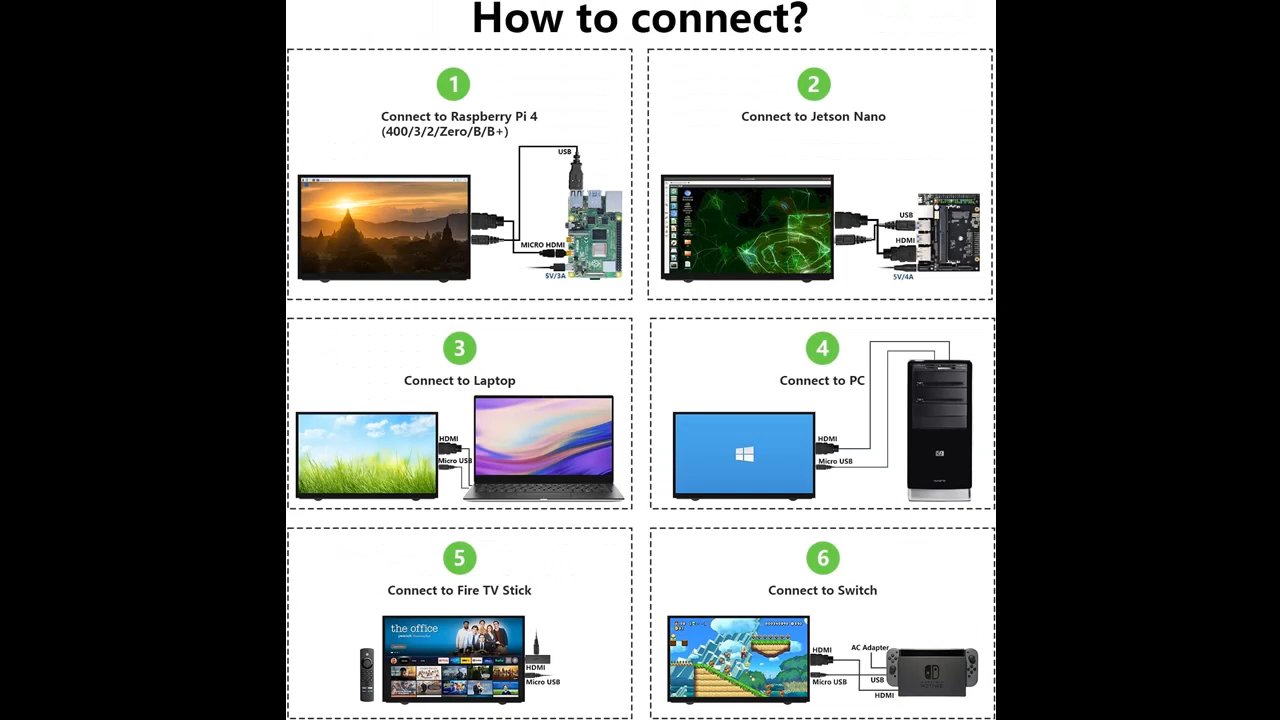 How to connect?
1
Connect to Raspberry Pi 4
(400/3/2/Zero/B/B+)
USB
MICRO HDMI
5V/3A
2
Connect to Jetson Nano
USB
HDMI
5V/4A
3
Connect to Laptop
HDMI
Micro USB
4
Connect to PC
HDMI
Micro USB
hp
5
Connect to Fire TV Stick
the office
HDMI
Micro USB
6
Connect to Switch
HDMI
Micro USB
AC Adapter
USB
HDMI